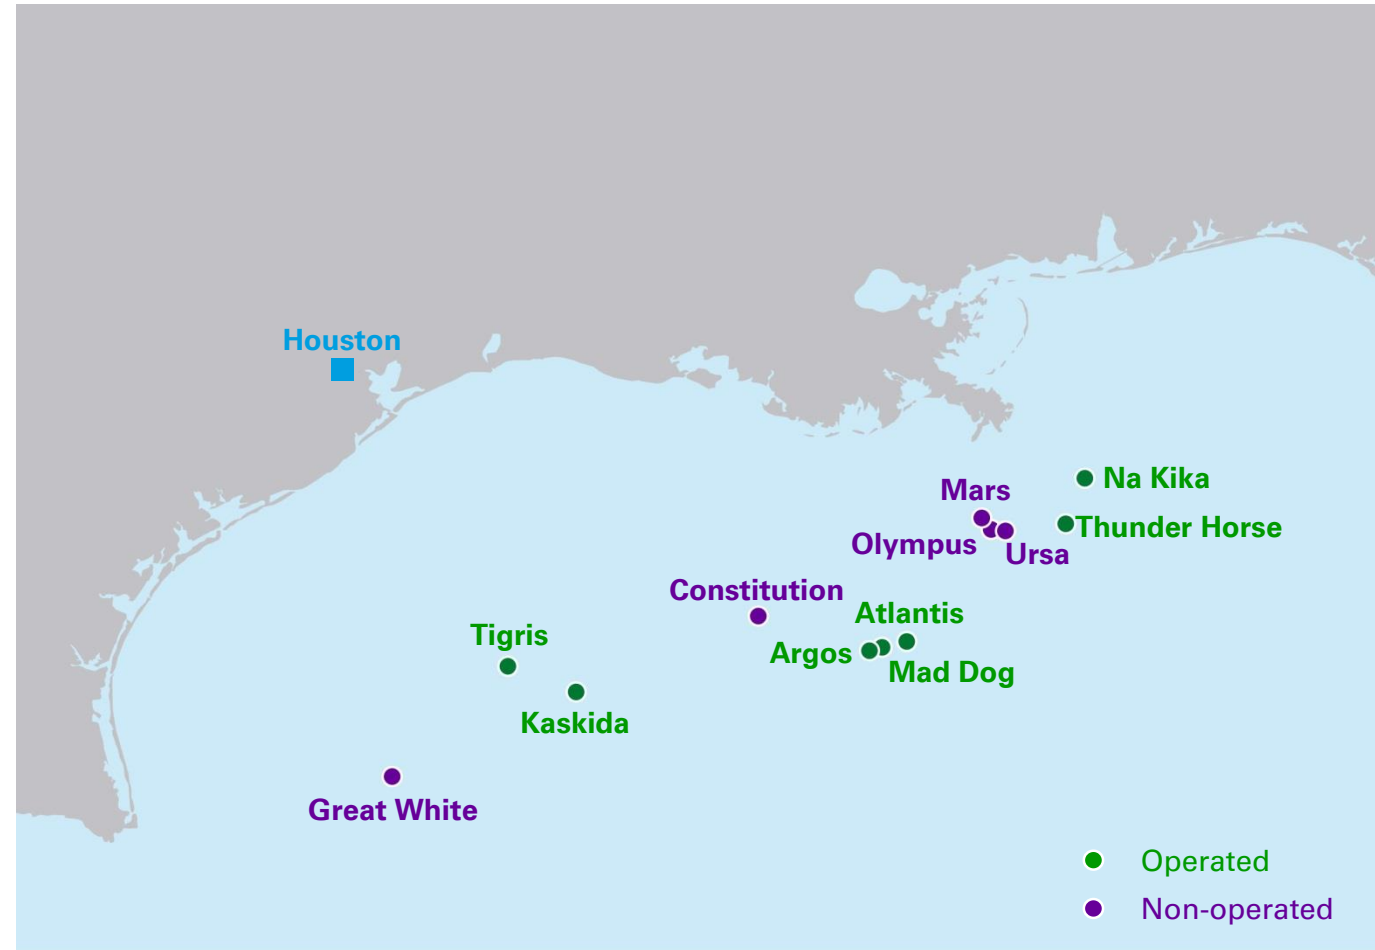 Houston
Na Kika
Mars
Thunder Horse
Olympus
Ursa
Constitution
Atlantis
Tigris
Argos
Mad Dog
Kaskida
Great White
Operated
Non-operated